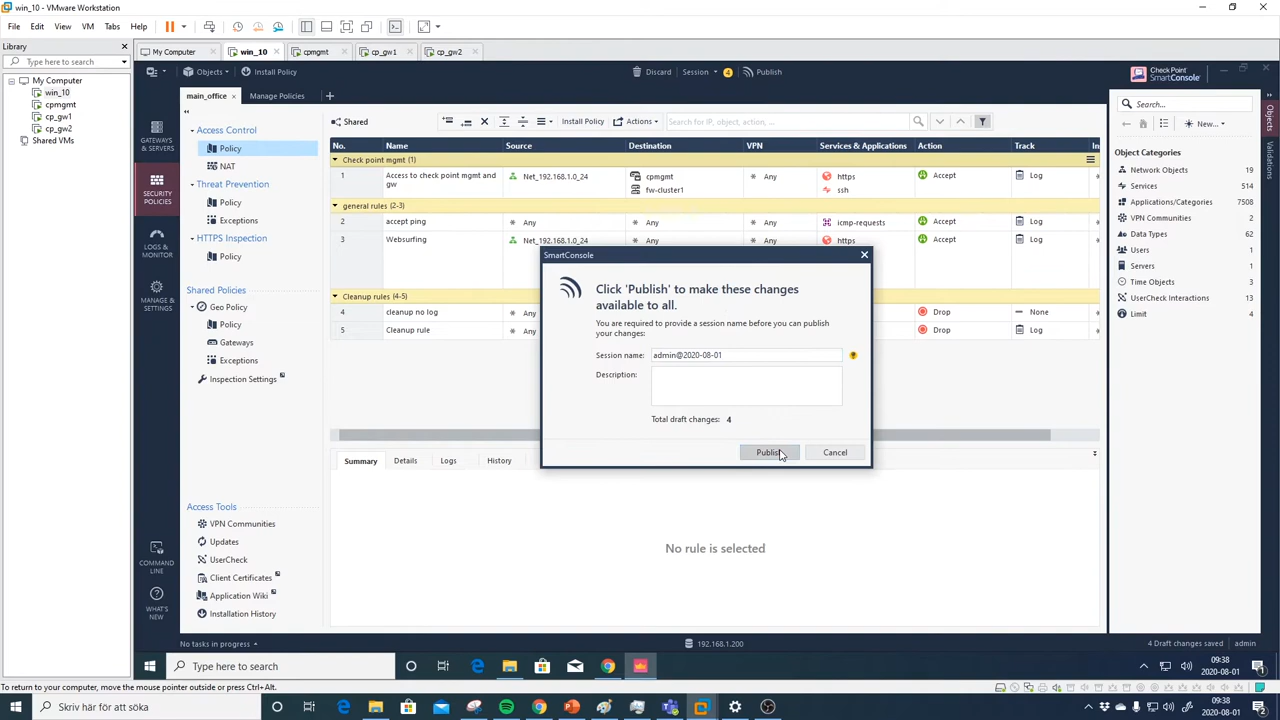 win_10 - VMware Workstation
File Edit View VM Tabs Help
Library
Type here to search
My Computer
win_10
cpmgmt
cp_gw1
cp_gw2
Shared VMs
My Computer win_10 cpmgmt cp_gw1 cp_gw2
Objects Install Policy Discard Session 4 Publish Check Point SmartConsole
main_office Manage Policies
GATEWAYS & SERVERS
SECURITY POLICIES
LOGS & MONITOR
MANAGE & SETTINGS
COMMAND LINE
WHAT'S NEW
Access Control
Policy
NAT
Threat Prevention
Policy
Exceptions
HTTPS Inspection
Policy
Shared Policies
Geo Policy
Policy
Gateways
Exceptions
Inspection Settings
Access Tools
VPN Communities
Updates
UserCheck
Client Certificates
Application Wiki
Installation History
Shared Install Policy Actions Search for IP, object, action, ...
No. Name Source Destination VPN Services & Applications Action Track In
Check point mgmt (1)
1 Access to check point mgmt and gw Net_192.168.1.0_24 cpmgmt Any https Accept Log
fw-cluster1 ssh
general rules (2-3)
2 accept ping Any Any Any icmp-requests Accept Log
3 Websurfing Net_192.168.1.0_24 Any Any https Accept Log
Cleanup rules (4-5)
4 cleanup no log Any Drop None
5 Cleanup rule Any Drop Log
SmartConsole
Click 'Publish' to make these changes
available to all.
You are required to provide a session name before you can publish
your changes:
Session name: admin@2020-08-01
Description:
Total draft changes: 4
Publish Cancel
Summary Details Logs History
No rule is selected
Search...
New...
Object Categories
Network Objects 19
Services 514
Applications/Categories 7508
VPN Communities 2
Data Types 62
Users 1
Servers 1
Time Objects 3
UserCheck Interactions 13
Limit 4
Objects
Validations
No tasks in progress 192.168.1.200 4 Draft changes saved admin
Type here to search 09:38
2020-08-01
To return to your computer, move the mouse pointer outside or press Ctrl+Alt.
Skriv här för att söka 09:38
2020-08-01